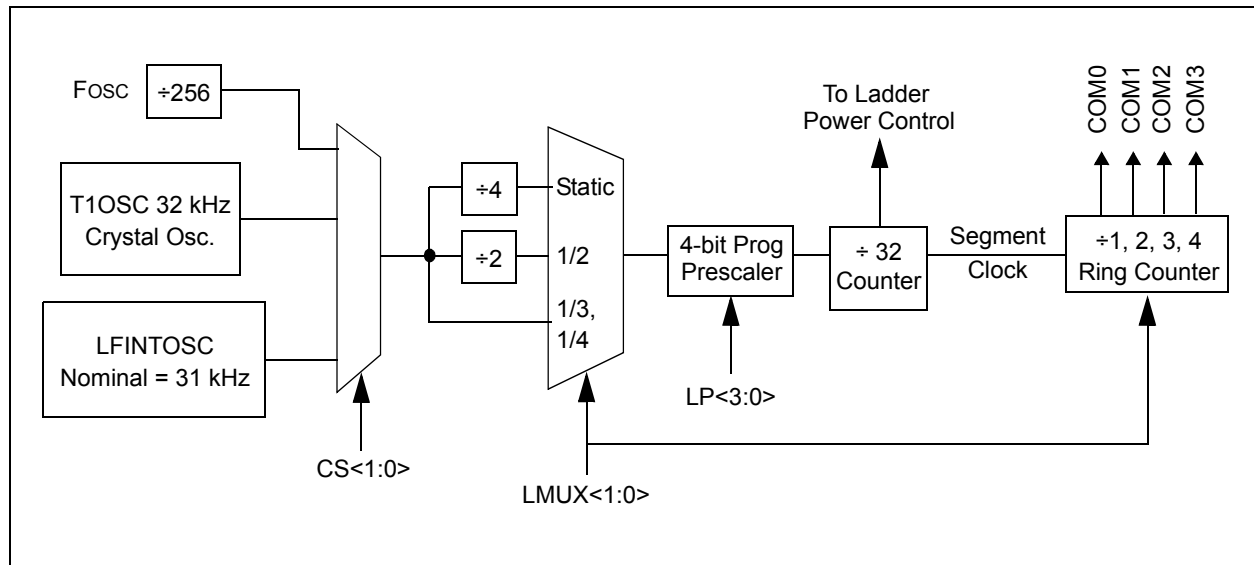 FOSC
÷256
T1OSC 32 kHz
Crystal Osc.
LFINTOSC
Nominal = 31 kHz
CS<1:0>
÷4
÷2
Static
1/2
1/3,
1/4
LMUX<1:0>
4-bit Prog
Prescaler
LP<3:0>
To Ladder
Power Control
÷ 32
Counter
Segment
Clock
COM0
COM1
COM2
COM3
÷1, 2, 3, 4
Ring Counter